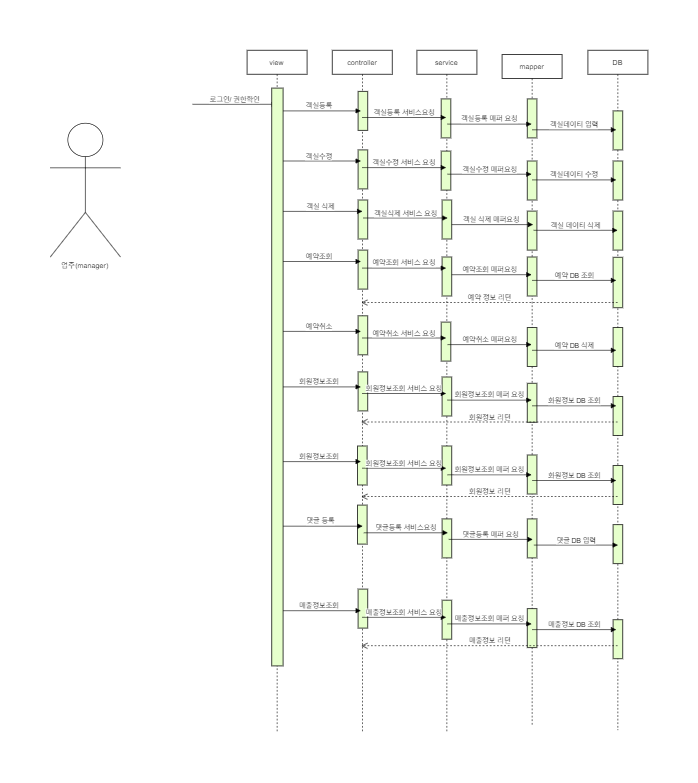 view
controller
service
mapper
DB
로그인/ 권한확인
객실등록
객실등록 서비스요청
객실등록 매퍼 요청
객실데이터 입력
객실수정
객실수정 서비스 요청
객실수정 매퍼요청
객실데이터 수정
객실 삭제
객실삭제 서비스 요청
객실 삭제 매퍼요청
객실 데이터 삭제
업주(manager)
예약조회
예약조회 서비스 요청
예약조회 매퍼요청
예약 DB 조회
예약 정보 리턴
예약취소
예약취소 서비스 요청
예약취소 매퍼요청
예약 DB 삭제
회원정보조회
회원정보조회 서비스 요청
회원정보조회 매퍼 요청
회원정보 DB 조회
회원정보 리턴
회원정보조회
회원정보조회 서비스 요청
회원정보조회 매퍼 요청
회원정보 DB 조회
회원정보 리턴
댓글 등록
댓글등록 서비스요청
댓글등록 매퍼 요청
댓글 DB 입력
매출정보조회
매출정보조회 서비스 요청
매출정보조회 매퍼 요청
매출정보 DB 조회
매출정보 리턴